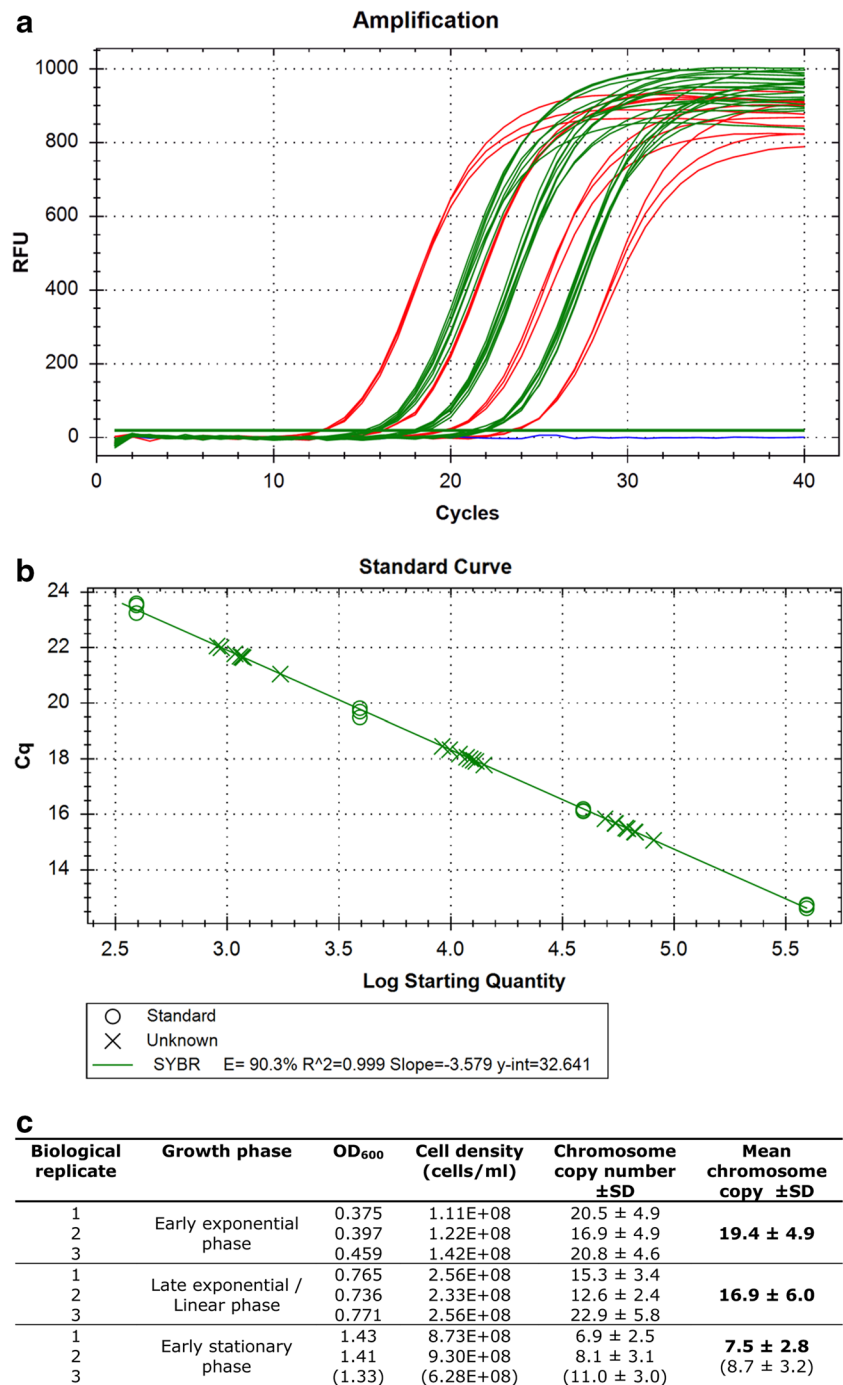 a
Amplification
1000
800
600
400
200
0
RFU
0 10 20 30 40
Cycles
b
Standard Curve
24
22
20
18
16
14
Cq
2.5 3.0 3.5 4.0 4.5 5.0 5.5
Log Starting Quantity
Standard
Unknown
SYBR E= 90.3% R^2=0.999 Slope=-3.579 y-int=32.641
c
Biological replicate Growth phase OD600 Cell density (cells/ml) Chromosome copy number ±SD Mean chromosome copy ±SD
1 Early exponential phase 0.375 1.11E+08 20.5 ± 4.9 19.4 ± 4.9
2 0.397 1.22E+08 16.9 ± 4.9
3 0.459 1.42E+08 20.8 ± 4.6
1 Late exponential / Linear phase 0.765 2.56E+08 15.3 ± 3.4 16.9 ± 6.0
2 0.736 2.33E+08 12.6 ± 2.4
3 0.771 2.56E+08 22.9 ± 5.8
1 Early stationary phase 1.43 8.73E+08 6.9 ± 2.5 7.5 ± 2.8
2 1.41 9.30E+08 8.1 ± 3.1 (8.7 ± 3.2)
3 (1.33) (6.28E+08) (11.0 ± 3.0)